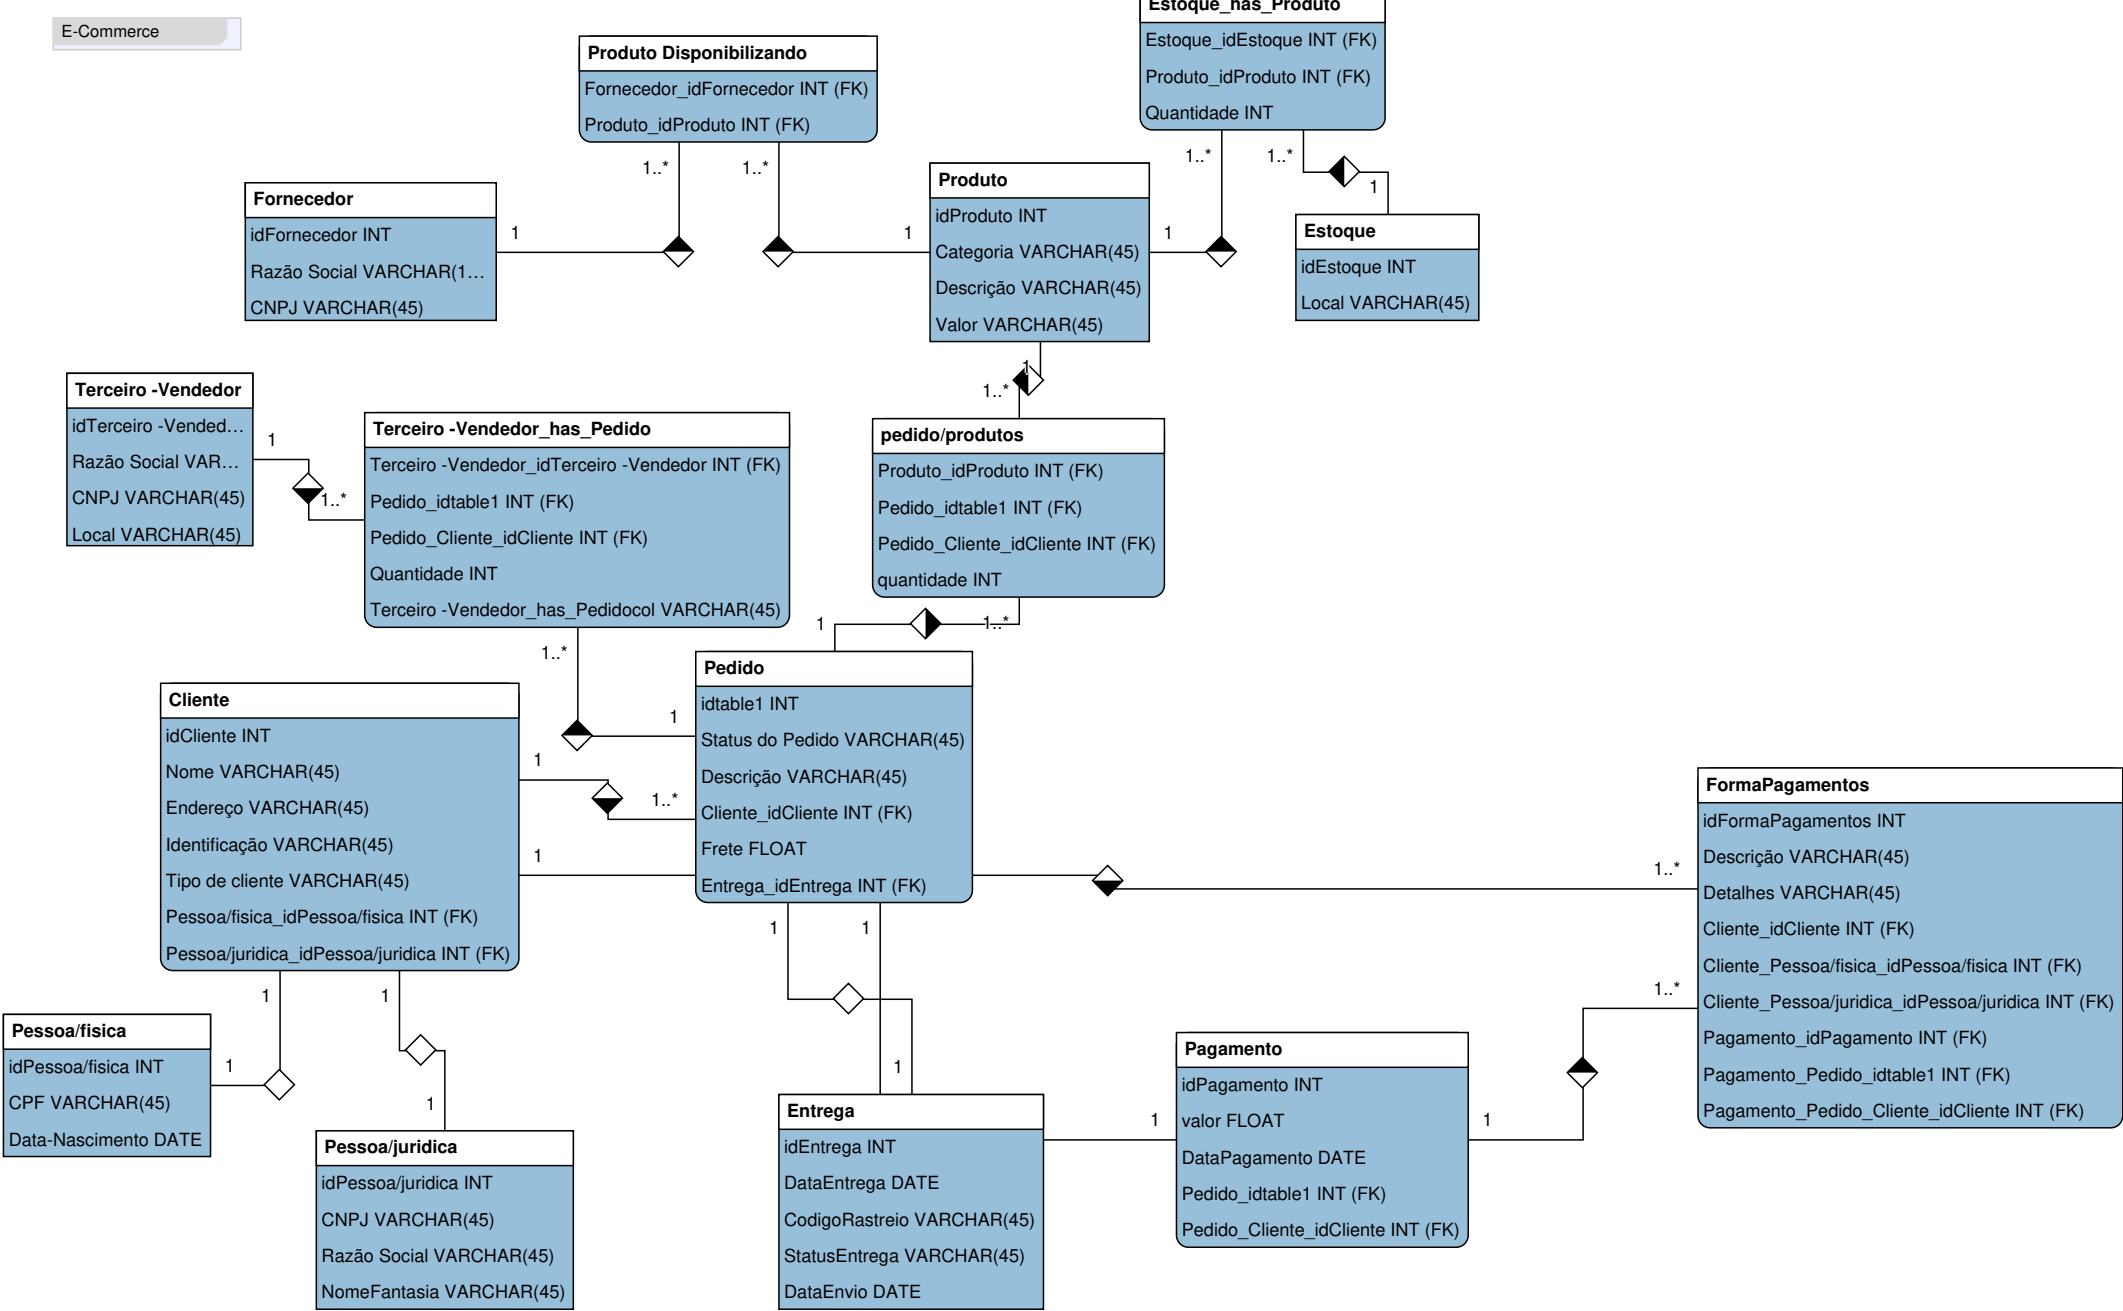 E-Commerce
Estoque_has_Produto
Estoque_idEstoque INT (FK)
Produto_idProduto INT (FK)
Quantidade INT
Produto Disponibilizando
Fornecedor_idFornecedor INT (FK)
Produto_idProduto INT (FK)
1..*
1..*
1..*
1..*
Fornecedor
idFornecedor INT
Razão Social VARCHAR(1…
CNPJ VARCHAR(45)
1
1
Produto
idProduto INT
Categoria VARCHAR(45)
Descrição VARCHAR(45)
Valor VARCHAR(45)
1
1
Estoque
idEstoque INT
Local VARCHAR(45)
1
1..*
Terceiro -Vendedor
idTerceiro -Vended…
Razão Social VAR…
CNPJ VARCHAR(45)
Local VARCHAR(45)
1
1..*
Terceiro -Vendedor_has_Pedido
Terceiro -Vendedor_idTerceiro -Vendedor INT (FK)
Pedido_idtable1 INT (FK)
Pedido_Cliente_idCliente INT (FK)
Quantidade INT
Terceiro -Vendedor_has_Pedidocol VARCHAR(45)
pedido/produtos
Produto_idProduto INT (FK)
Pedido_idtable1 INT (FK)
Pedido_Cliente_idCliente INT (FK)
quantidade INT
1
1..*
1..*
1
Pedido
idtable1 INT
Status do Pedido VARCHAR(45)
Descrição VARCHAR(45)
Cliente_idCliente INT (FK)
Frete FLOAT
Entrega_idEntrega INT (FK)
Cliente
idCliente INT
Nome VARCHAR(45)
Endereço VARCHAR(45)
Identificação VARCHAR(45)
Tipo de cliente VARCHAR(45)
Pessoa/fisica_idPessoa/fisica INT (FK)
Pessoa/juridica_idPessoa/juridica INT (FK)
1
1..*
1
1..*
FormaPagamentos
idFormaPagamentos INT
Descrição VARCHAR(45)
Detalhes VARCHAR(45)
Cliente_idCliente INT (FK)
Cliente_Pessoa/fisica_idPessoa/fisica INT (FK)
Cliente_Pessoa/juridica_idPessoa/juridica INT (FK)
Pagamento_idPagamento INT (FK)
Pagamento_Pedido_idtable1 INT (FK)
Pagamento_Pedido_Cliente_idCliente INT (FK)
1
1
1
1
1..*
Pessoa/fisica
idPessoa/fisica INT
CPF VARCHAR(45)
Data-Nascimento DATE
1
1
Pessoa/juridica
idPessoa/juridica INT
CNPJ VARCHAR(45)
Razão Social VARCHAR(45)
NomeFantasia VARCHAR(45)
1
Entrega
idEntrega INT
DataEntrega DATE
CodigoRastreio VARCHAR(45)
StatusEntrega VARCHAR(45)
DataEnvio DATE
1
Pagamento
idPagamento INT
valor FLOAT
DataPagamento DATE
Pedido_idtable1 INT (FK)
Pedido_Cliente_idCliente INT (FK)
1